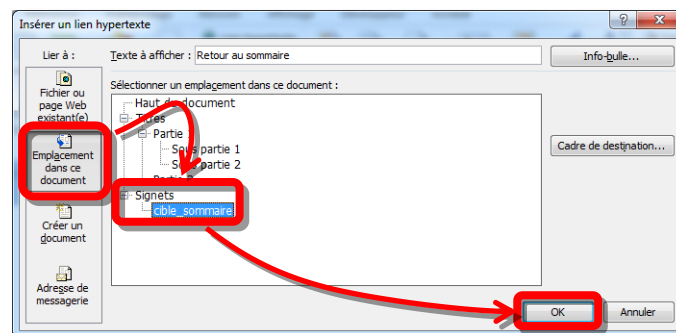 Insérer un lien hypertexte
Lier à :
Texte à afficher : Retour au sommaire
Info-bulle...
Fichier ou
page Web
existant(e)
Emplacement
dans ce
document
Créer un
document
Adresse de
messagerie
Sélectionner un emplacement dans ce document :
Haut du document
Titres
Partie 1
Sous partie 1
Sous partie 2
Signets
cible_sommaire
Cadre de destination...
OK
Annuler